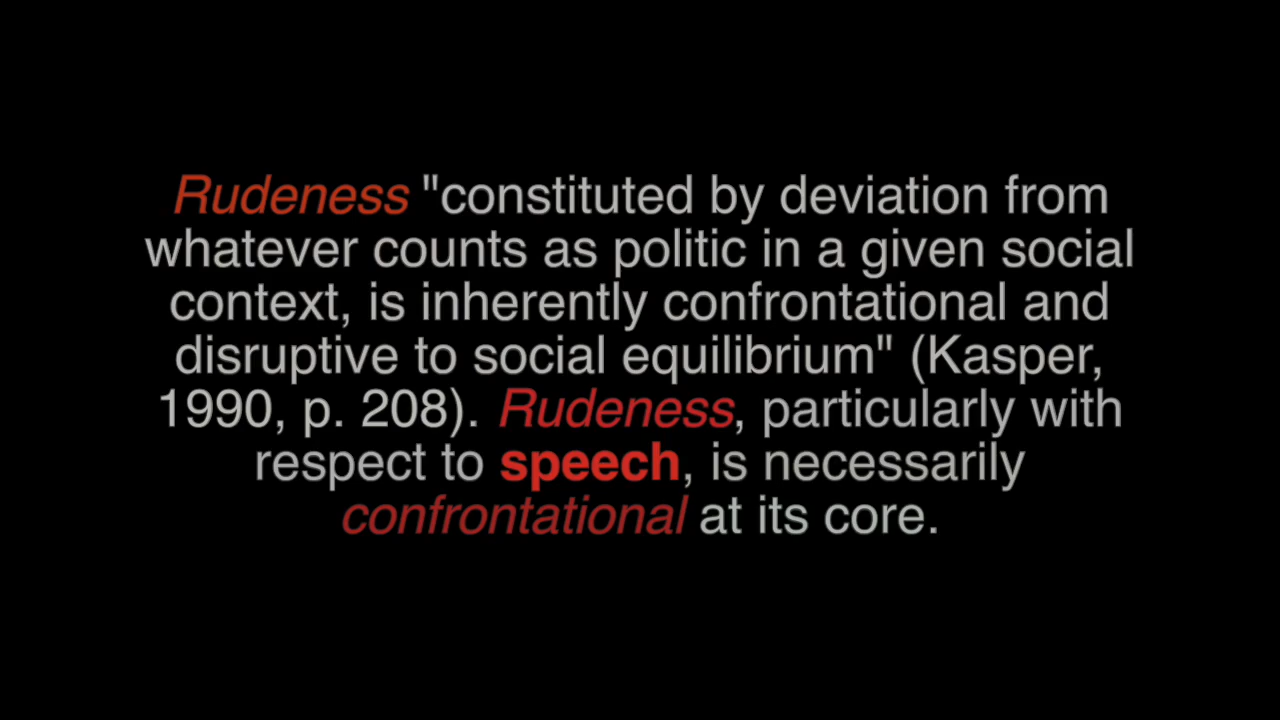 Rudeness "constituted by deviation from
whatever counts as politic in a given social
context, is inherently confrontational and
disruptive to social equilibrium" (Kasper,
1990, p. 208). Rudeness, particularly with
respect to speech, is necessarily
confrontational at its core.